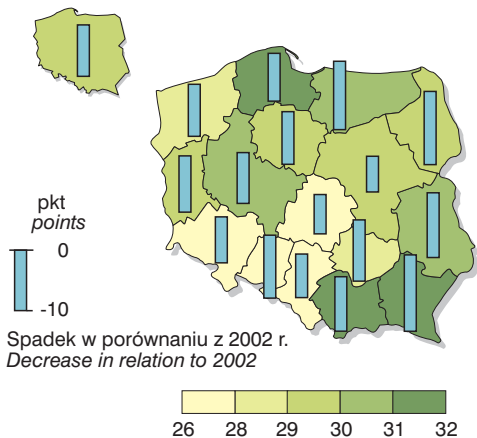 pkt
points
0
-10
Spadek w porównaniu z 2002 r.
Decrease in relation to 2002
26 28 29 30 31 32